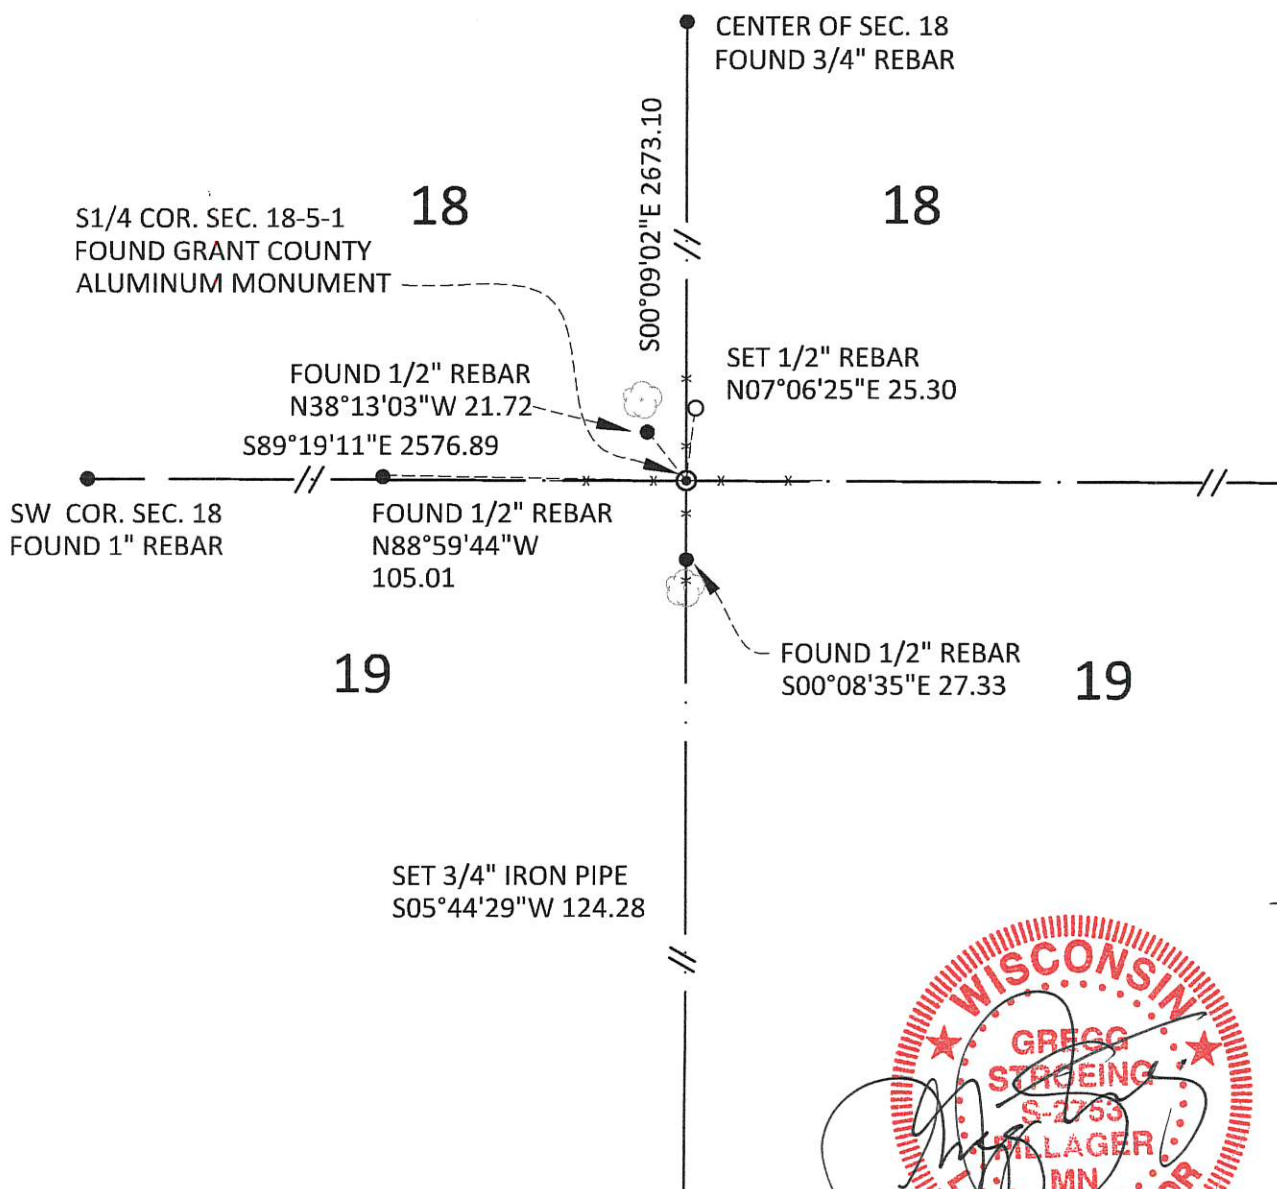 CENTER OF SEC. 18
FOUND 3/4" REBAR
S00°09'02"E 2673.10
18
18
S1/4 COR. SEC. 18-5-1
FOUND GRANT COUNTY
ALUMINUM MONUMENT
SET 1/2" REBAR
N07°06'25"E 25.30
FOUND 1/2" REBAR
N38°13'03"W 21.72
S89°19'11"E 2576.89
SW COR. SEC. 18
FOUND 1" REBAR
FOUND 1/2" REBAR
N88°59'44"W
105.01
FOUND 1/2" REBAR
S00°08'35"E 27.33
19
19
SET 3/4" IRON PIPE
S05°44'29"W 124.28
WISCONSIN
GREGG
STROEING
S-2753
PILLAGER
MN